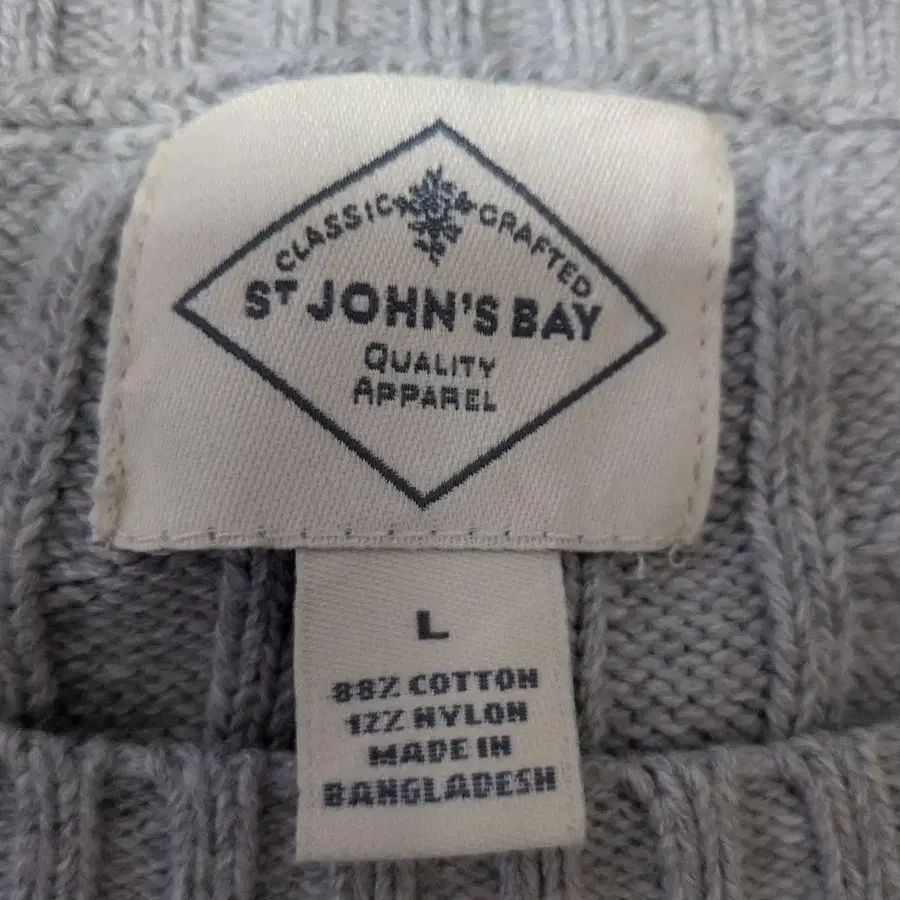 CLASSIC & CRAFTED
ST JOHN'S BAY
QUALITY
APPAREL
L
88% COTTON
12% NYLON
MADE IN
BANGLADESH